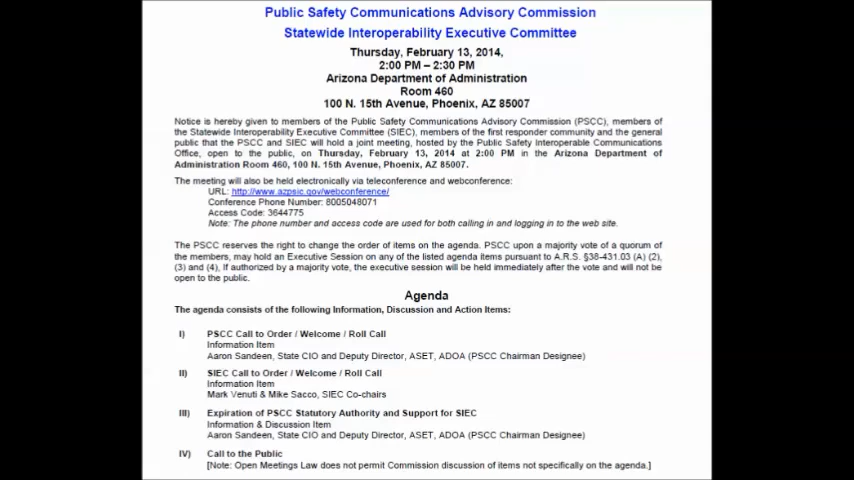 Public Safety Communications Advisory Commission
Statewide Interoperability Executive Committee
Thursday, February 13, 2014,
2:00 PM – 2:30 PM
Arizona Department of Administration
Room 460
100 N. 15th Avenue, Phoenix, AZ 85007
Notice is hereby given to members of the Public Safety Communications Advisory Commission (PSCC), members of
the Statewide Interoperability Executive Committee (SIEC), members of the first responder community and the general
public that the PSCC and SIEC will hold a joint meeting, hosted by the Public Safety Interoperable Communications
Office, open to the public, on Thursday, February 13, 2014 at 2:00 PM in the Arizona Department of
Administration Room 460, 100 N. 15th Avenue, Phoenix, AZ 85007.
The meeting will also be held electronically via teleconference and webconference:
URL: http://www.azpsic.gov/webconference/
Conference Phone Number: 8005048071
Access Code: 3644775
Note: The phone number and access code are used for both calling in and logging in to the web site.
The PSCC reserves the right to change the order of items on the agenda. PSCC upon a majority vote of a quorum of
the members, may hold an Executive Session on any of the listed agenda items pursuant to A.R.S. §38-431.03 (A) (2),
(3) and (4), If authorized by a majority vote, the executive session will be held immediately after the vote and will not be
open to the public.
Agenda
The agenda consists of the following Information, Discussion and Action Items:
I) PSCC Call to Order / Welcome / Roll Call
Information Item
Aaron Sandeen, State CIO and Deputy Director, ASET, ADOA (PSCC Chairman Designee)
II) SIEC Call to Order / Welcome / Roll Call
Information Item
Mark Venuti & Mike Sacco, SIEC Co-chairs
III) Expiration of PSCC Statutory Authority and Support for SIEC
Information & Discussion Item
Aaron Sandeen, State CIO and Deputy Director, ASET, ADOA (PSCC Chairman Designee)
IV) Call to the Public
[Note: Open Meetings Law does not permit Commission discussion of items not specifically on the agenda.]